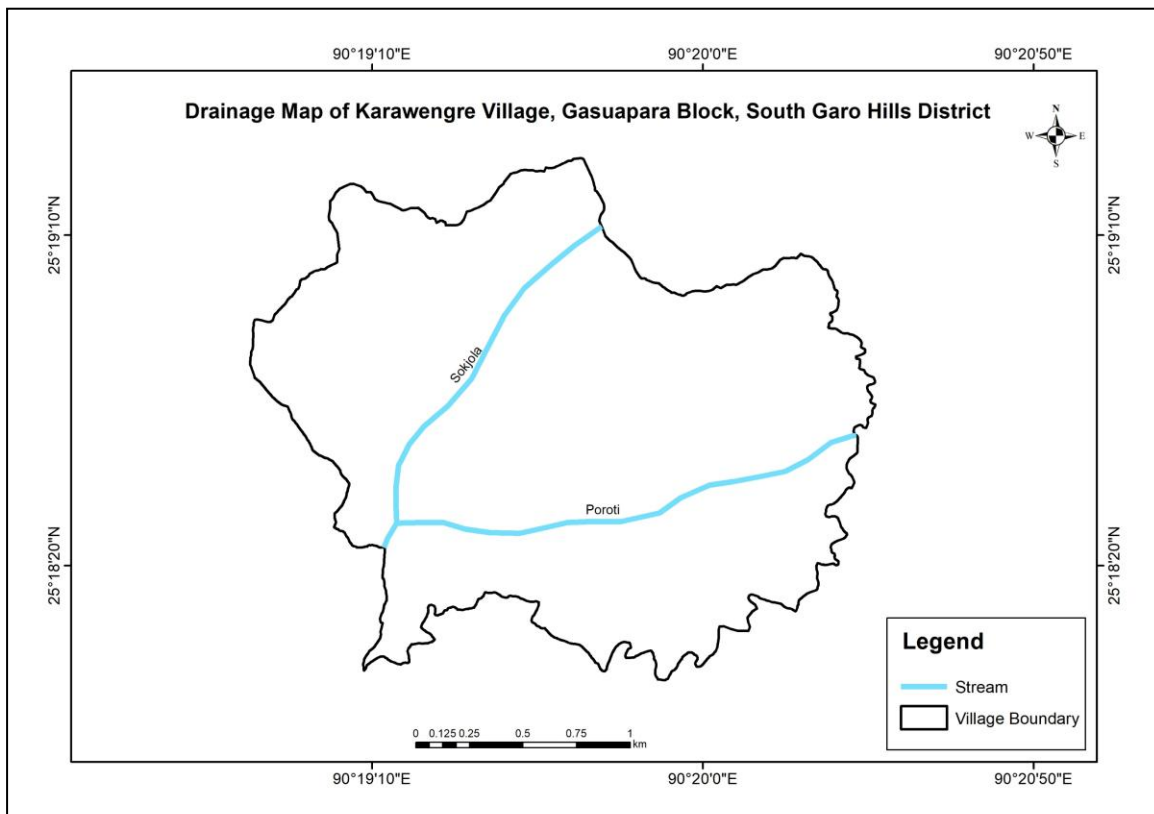 90°19'10"E 90°20'0"E 90°20'50"E
Drainage Map of Karawengre Village, Gasuapara Block, South Garo Hills District
N
W E
S
25°19'10"N 25°19'10"N
Sokjola
Poroti
25°18'20"N 25°18'20"N
Legend
Stream
Village Boundary
0 0.125 0.25 0.5 0.75 1
km
90°19'10"E 90°20'0"E 90°20'50"E